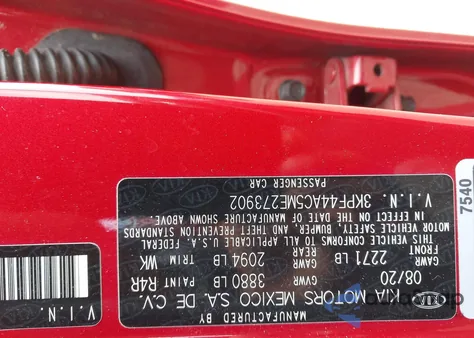 MANUFACTURED BY
KIA MOTORS MEXICO S.A. DE C.V.
08/20 3880 LB PAINT R4R
GAWR FRONT 2271 LB GAWR REAR 2094 LB TRIM WK
THIS VEHICLE CONFORMS TO ALL APPLICABLE U.S.A. FEDERAL
MOTOR VEHICLE SAFETY, BUMPER, AND THEFT PREVENTION STANDARDS
IN EFFECT ON THE DATE OF MANUFACTURE SHOWN ABOVE.
V.I.N. 3KPF44AC5ME273902
PASSENGER CAR
V.I.N.
7540